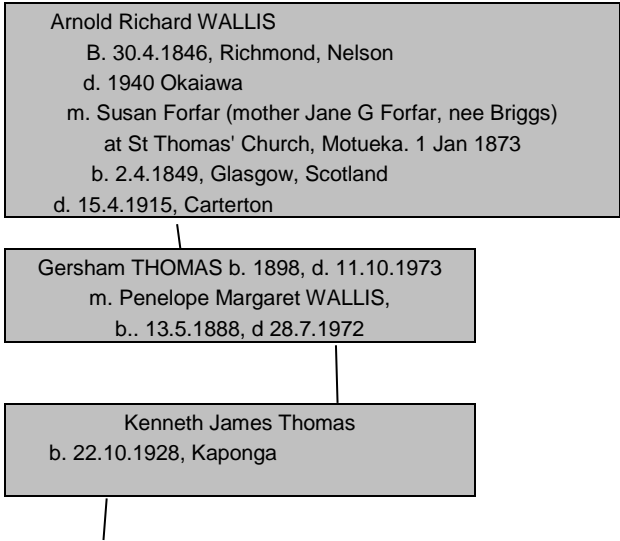 Arnold Richard WALLIS
B. 30.4.1846, Richmond, Nelson
d. 1940 Okaiawa
m. Susan Forfar (mother Jane G Forfar, nee Briggs)
at St Thomas' Church, Motueka. 1 Jan 1873
b. 2.4.1849, Glasgow, Scotland
d. 15.4.1915, Carterton
Gersham THOMAS b. 1898, d. 11.10.1973
m. Penelope Margaret WALLIS,
b.. 13.5.1888, d 28.7.1972
Kenneth James Thomas
b. 22.10.1928, Kaponga